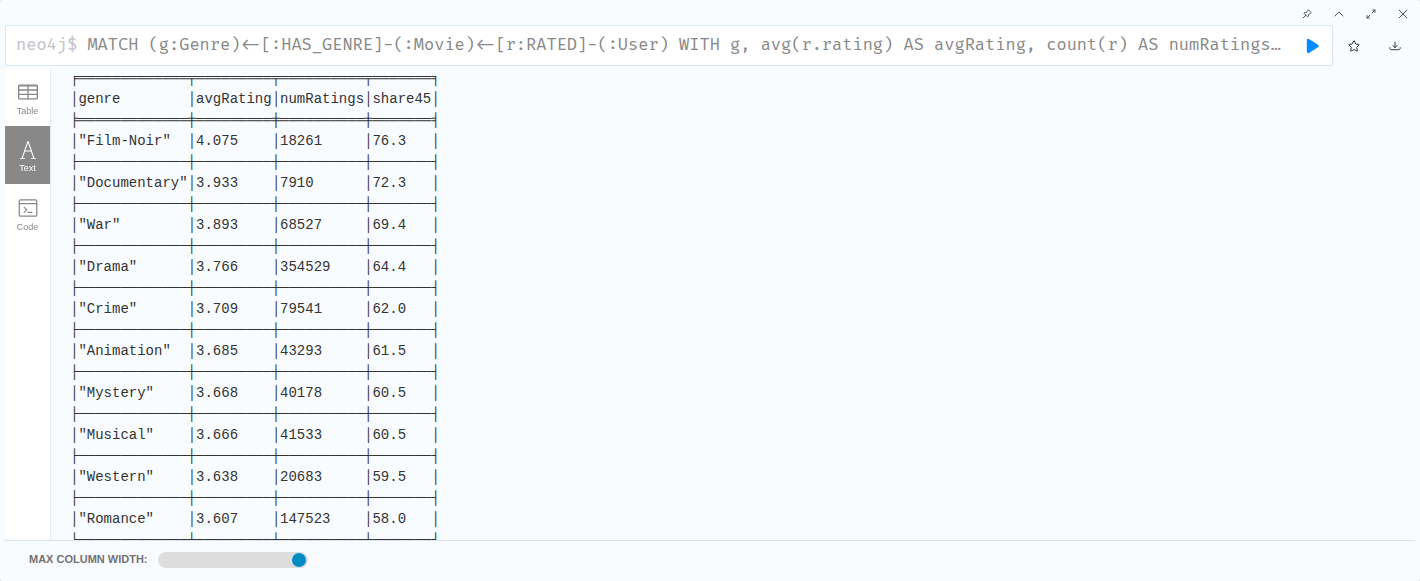 neo4j$ MATCH (g:Genre)<-[:HAS_GENRE]-(:Movie)<-[r:RATED]-(:User) WITH g, avg(r.rating) AS avgRating, count(r) AS numRatings…
Table
Text
Code
genre avgRating numRatings share45
"Film-Noir" 4.075 18261 76.3
"Documentary" 3.933 7910 72.3
"War" 3.893 68527 69.4
"Drama" 3.766 354529 64.4
"Crime" 3.709 79541 62.0
"Animation" 3.685 43293 61.5
"Mystery" 3.668 40178 60.5
"Musical" 3.666 41533 60.5
"Western" 3.638 20683 59.5
"Romance" 3.607 147523 58.0
MAX COLUMN WIDTH: